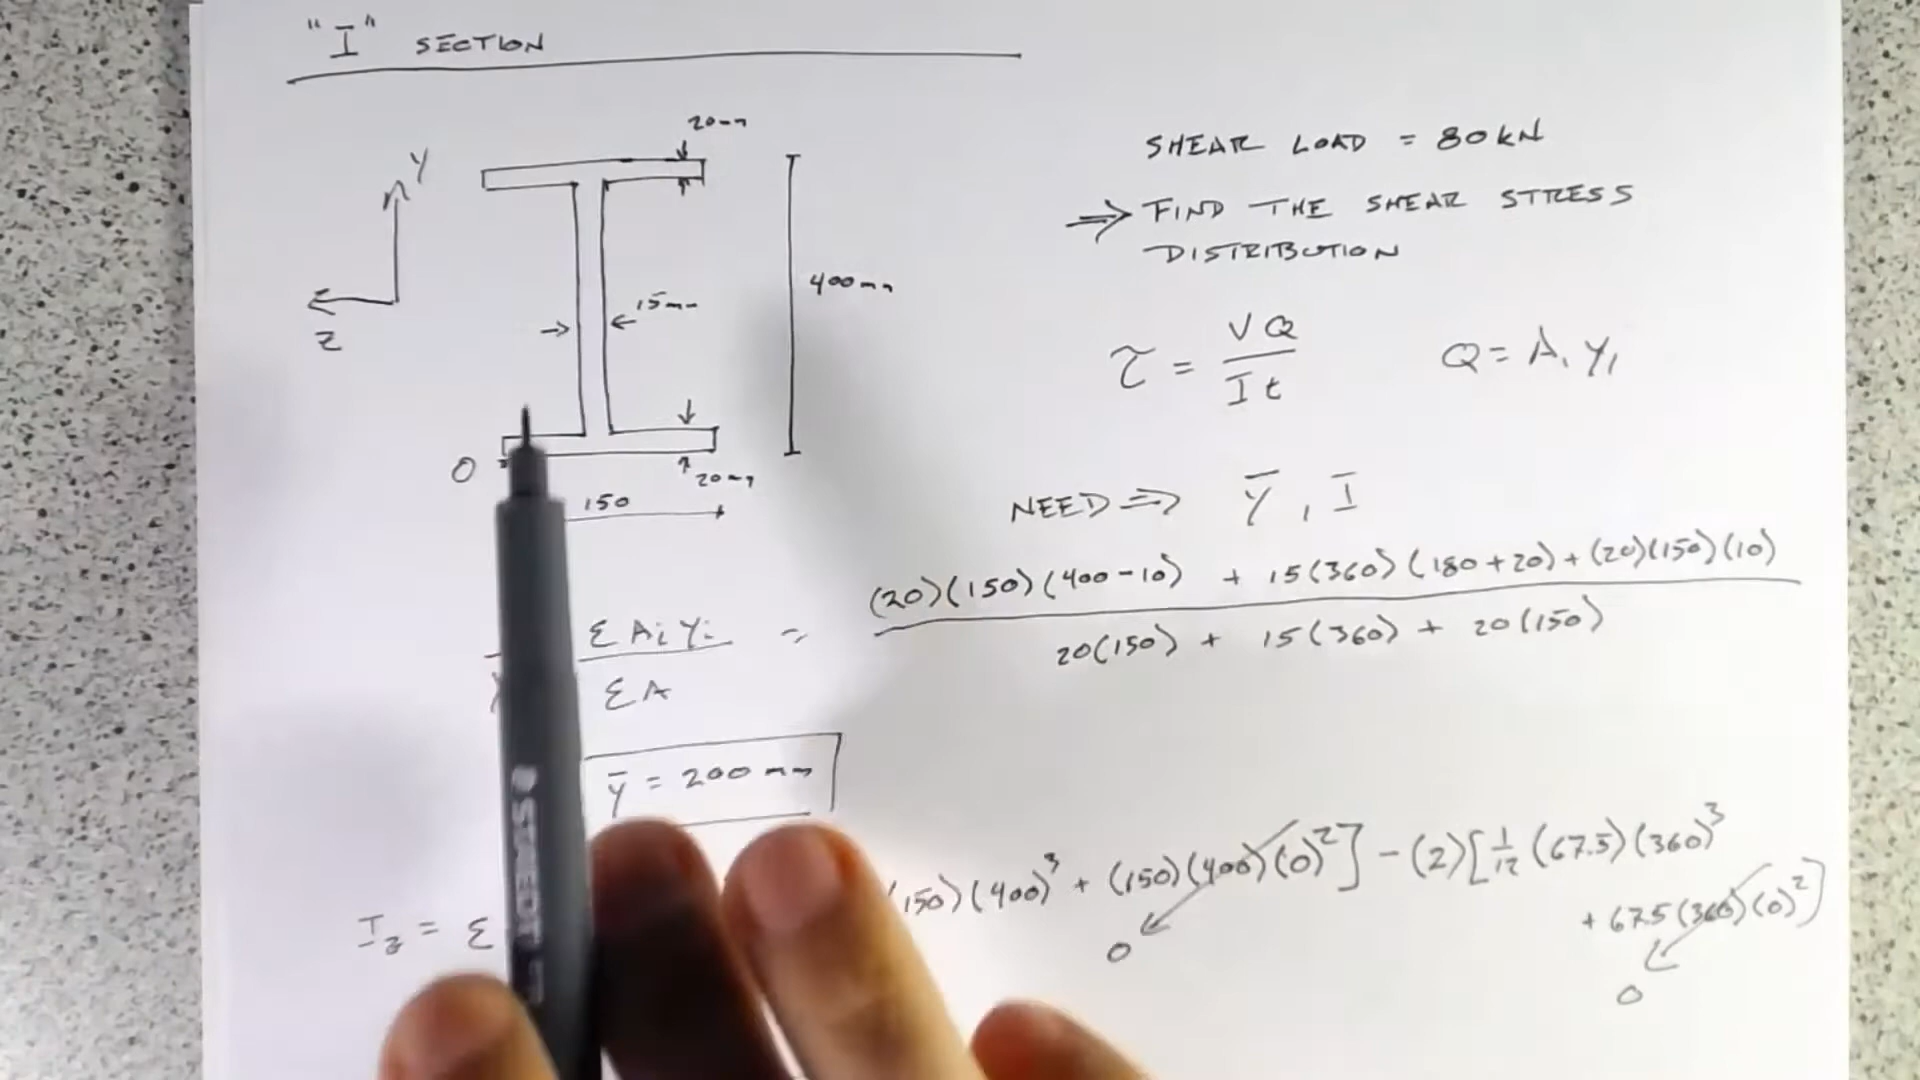 "I" SECTION
20mm
Y
Z
15mm
400mm
O
20mm
150
SHEAR LOAD = 80kN
⇒ FIND THE SHEAR STRESS
DISTRIBUTION
τ = VQ / It
Q = A₁ y₁
NEED ⇒ ȳ , I
ΣAᵢyᵢ / ΣA = (20)(150)(400-10) + 15(360)(180+20) + (20)(150)(10)
20(150) + 15(360) + 20(150)
ȳ = 200 mm
I_z = Σ
(150)(400)³ + (150)(400)(0)²] - (2)[1/12 (67.5)(360)³
+ 67.5(360)(0)²]
0
0
STAEDT